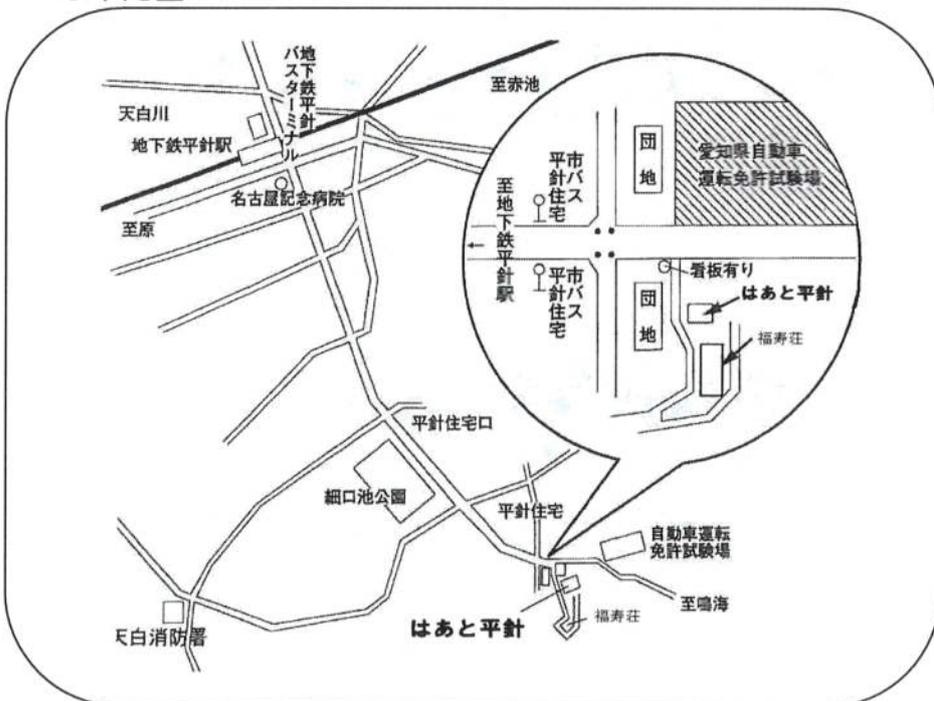 地下鉄平針
バスターミナル
天白川
地下鉄平針駅
名古屋記念病院
至原
至赤池
団地
愛知県自動車
運転免許試験場
市バス
平針住宅
至地下鉄平針駅
←
看板有り
市バス
平針住宅
団地
はあと平針
福寿荘
平針住宅口
細口池公園
平針住宅
自動車運転
免許試験場
至鳴海
福寿荘
はあと平針
天白消防署